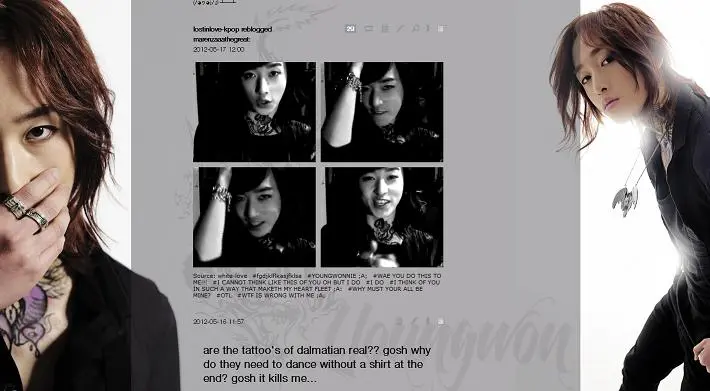 lostinlove-kpop reblogged
marenzaaathegreat:
29
2012-05-17 12:00
Source: white-love #fgdjklflkasjfklsa #YOUNGWONNIE ;A; #WAE YOU DO THIS TO
ME!!! #I CANNOT THINK LIKE THIS OF YOU OH BUT I DO #I DO #I THINK OF YOU
IN SUCH A WAY THAT MAKETH MY HEART FLEET ;A; #WHY MUST YOUR ALL BE
MINE? #OTL #WTF IS WRONG WITH ME ;A;
2012-05-16 11:57
Youngwon
are the tattoo's of dalmatian real?? gosh why
do they need to dance without a shirt at the
end? gosh it kills me...